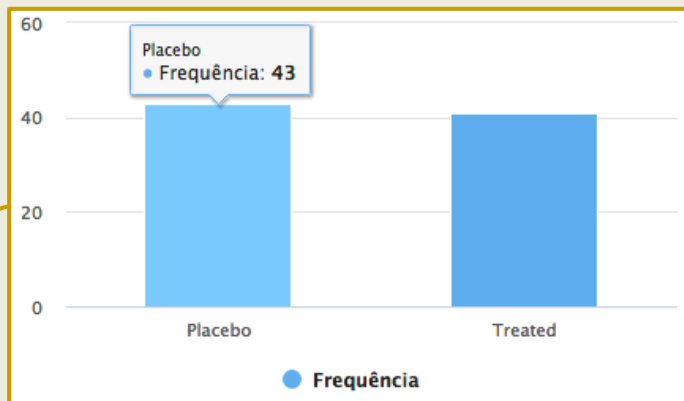 60
Placebo
Frequência: 43
40
20
0
Placebo Treated
Frequência